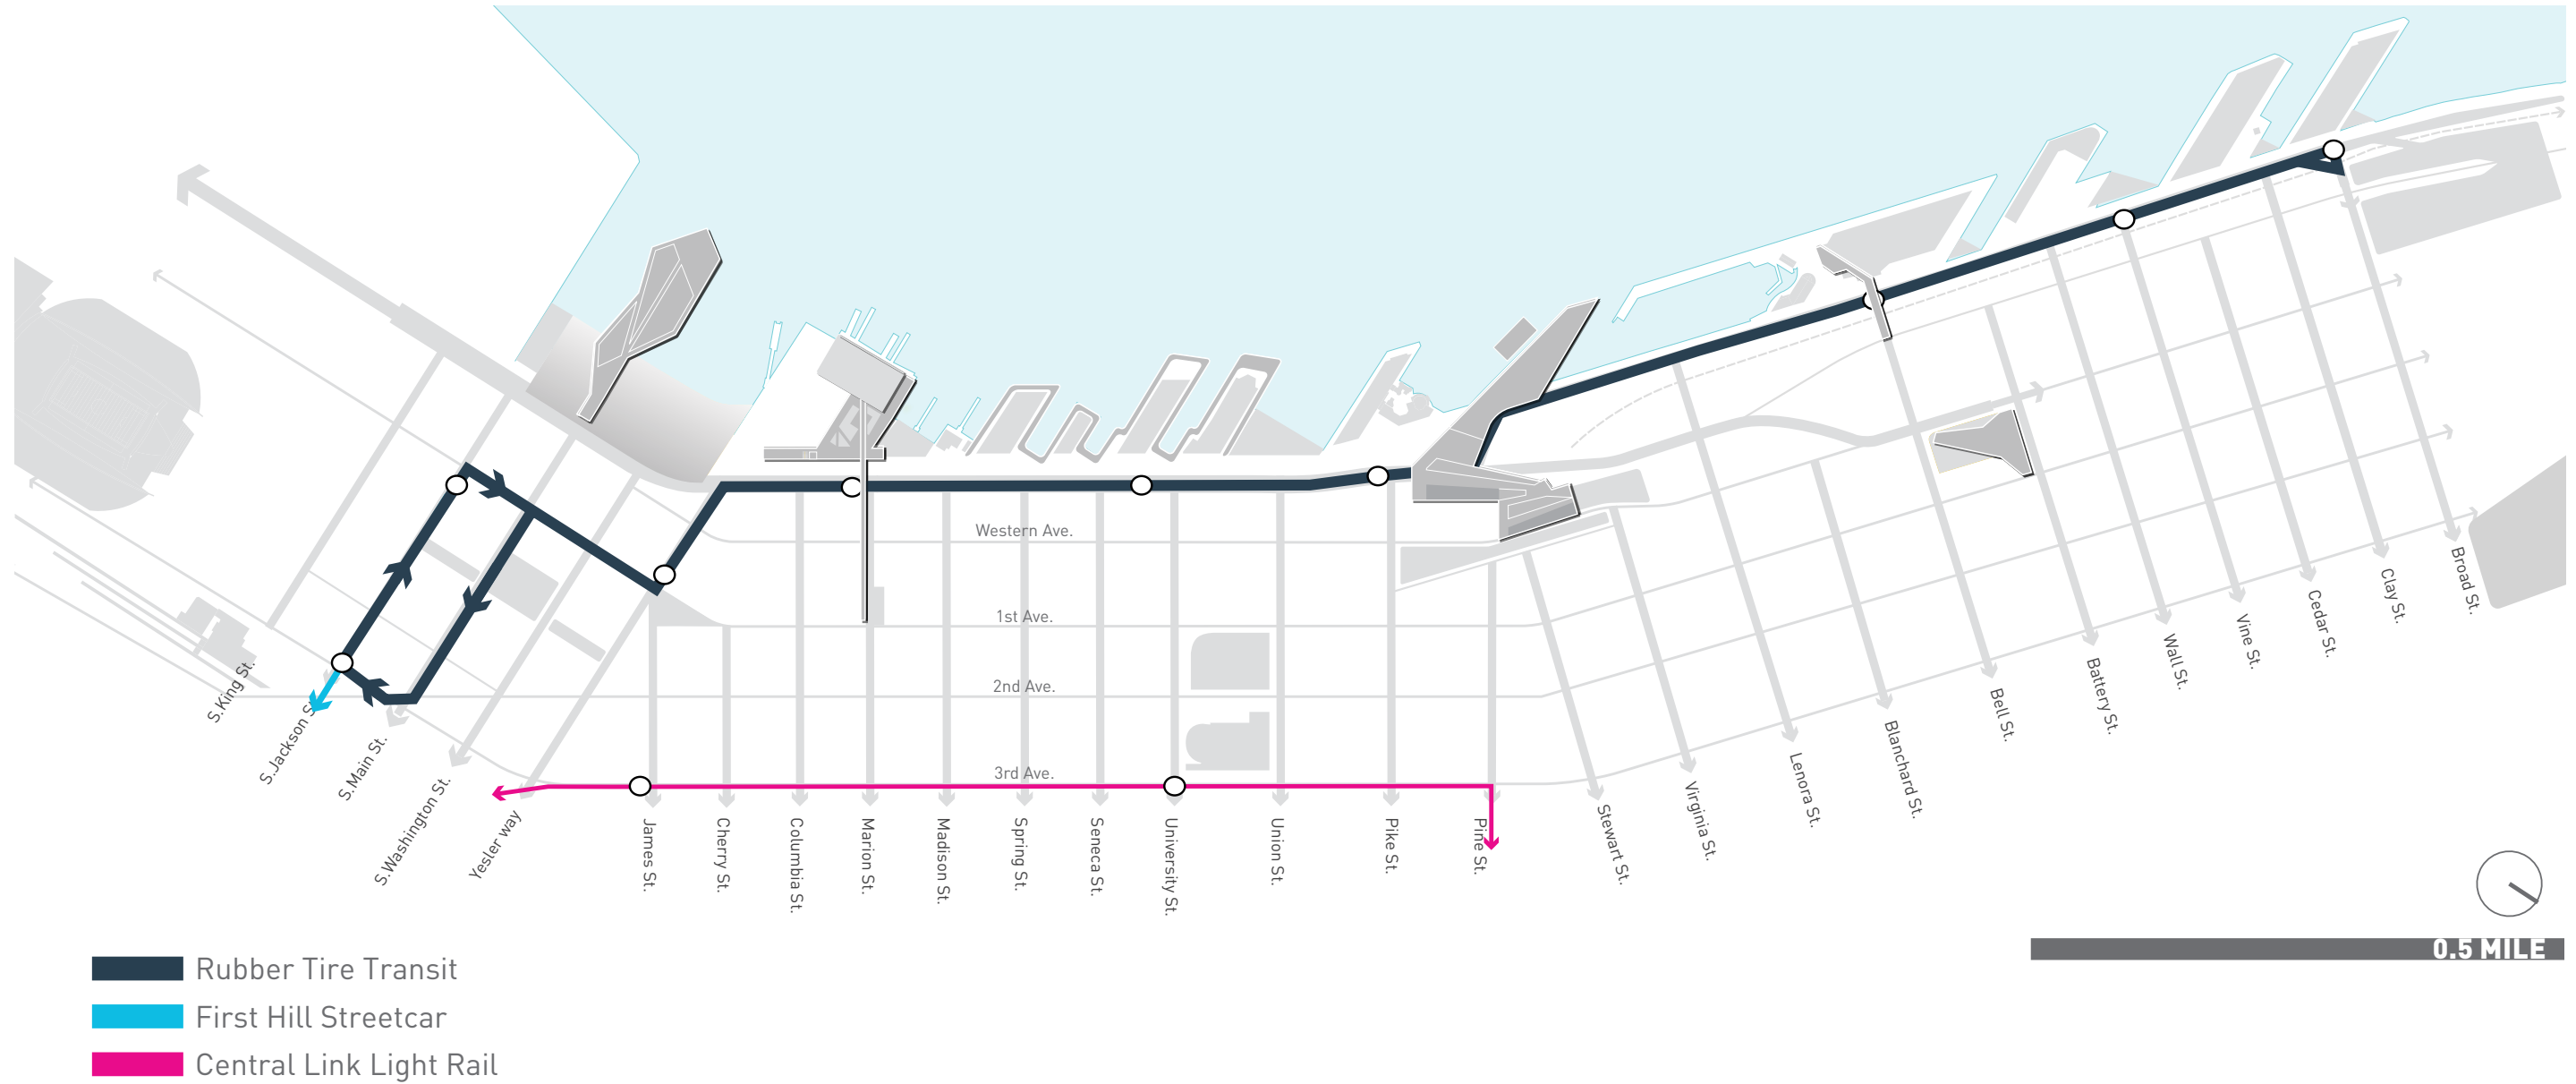 Western Ave.
1st Ave.
2nd Ave.
3rd Ave.
S.King St.
S.Jackson S
S.Main St.
S.Washington St.
Yesler way
James St.
Cherry St.
Columbia St.
Marion St.
Madison St.
Spring St.
Seneca St.
University St.
Union St.
Pike St.
Pine St.
Stewart St.
Virginia St.
Lenora St.
Blanchard St.
Bell St.
Battery St.
Wall St.
Vine St.
Cedar St.
Clay St.
Broad St.
0.5 MILE
Rubber Tire Transit
First Hill Streetcar
Central Link Light Rail